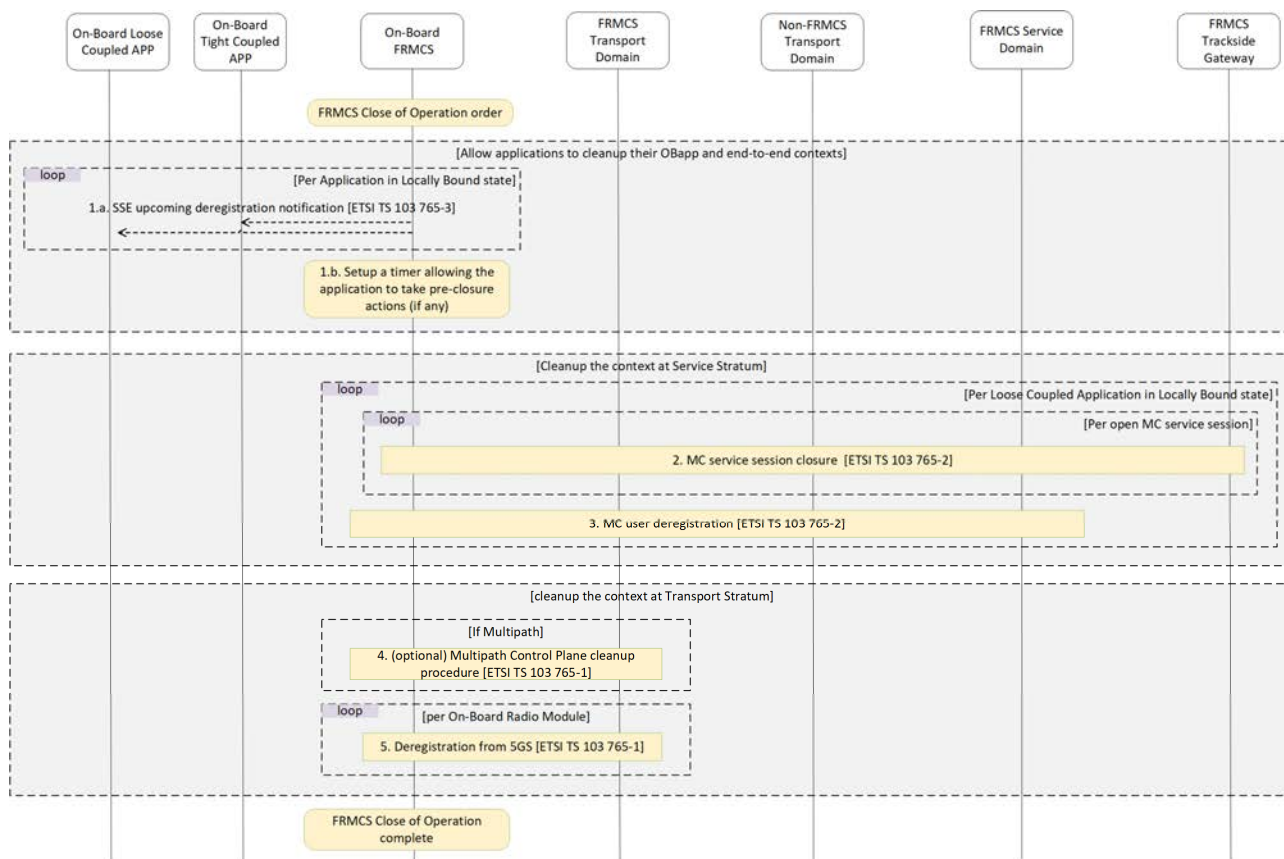 On-Board Loose
Coupled APP
On-Board
Tight Coupled
APP
On-Board
FRMCS
FRMCS
Transport
Domain
Non-FRMCS
Transport
Domain
FRMCS Service
Domain
FRMCS
Trackside
Gateway
FRMCS Close of Operation order
[Allow applications to cleanup their OBapp and end-to-end contexts]
loop
[Per Application in Locally Bound state]
1.a. SSE upcoming deregistration notification [ETSI TS 103 765-3]
1.b. Setup a timer allowing the
application to take pre-closure
actions (if any)
[Cleanup the context at Service Stratum]
loop
[Per Loose Coupled Application in Locally Bound state]
loop
[Per open MC service session]
2. MC service session closure [ETSI TS 103 765-2]
3. MC user deregistration [ETSI TS 103 765-2]
[cleanup the context at Transport Stratum]
[If Multipath]
4. (optional) Multipath Control Plane cleanup
procedure [ETSI TS 103 765-1]
loop
[per On-Board Radio Module]
5. Deregistration from 5GS [ETSI TS 103 765-1]
FRMCS Close of Operation
complete